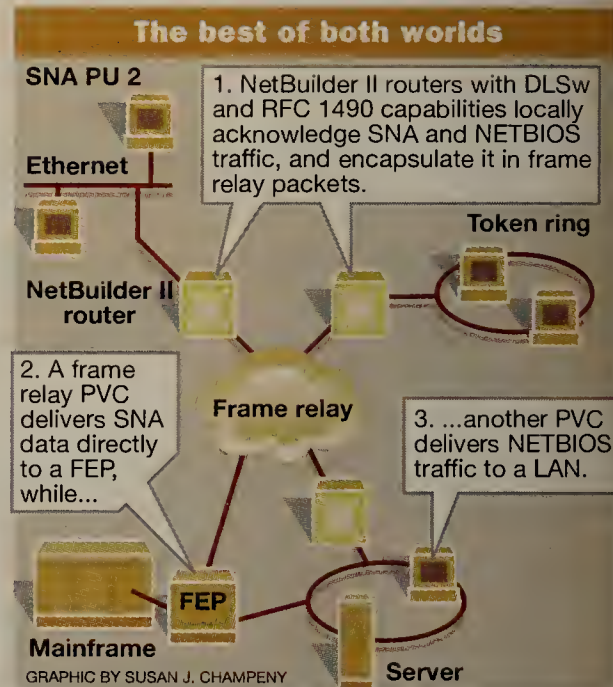 The best of both worlds
SNA PU 2
1. NetBuilder II routers with DLSw
and RFC 1490 capabilities locally
acknowledge SNA and NETBIOS
traffic, and encapsulate it in frame
relay packets.
Ethernet
Token ring
NetBuilder II
router
2. A frame
relay PVC
delivers SNA
data directly
to a FEP,
while...
Frame relay
3. ...another PVC
delivers NETBIOS
traffic to a LAN.
FEP
Mainframe
Server
GRAPHIC BY SUSAN J. CHAMPENY